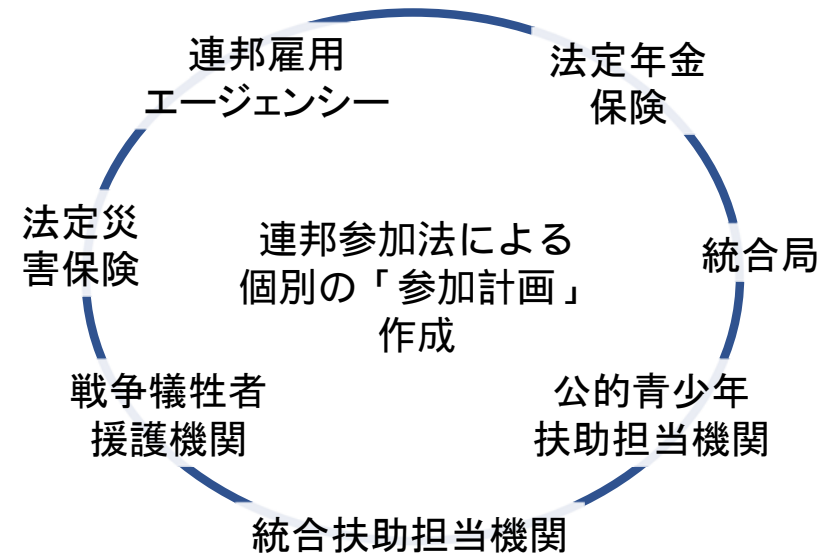 連邦雇用
エージェンシー
法定年金
保険
法定災
害保険
連邦参加法による
個別の「参加計画」
作成
統合局
戦争犠牲者
援護機関
公的青少年
扶助担当機関
統合扶助担当機関